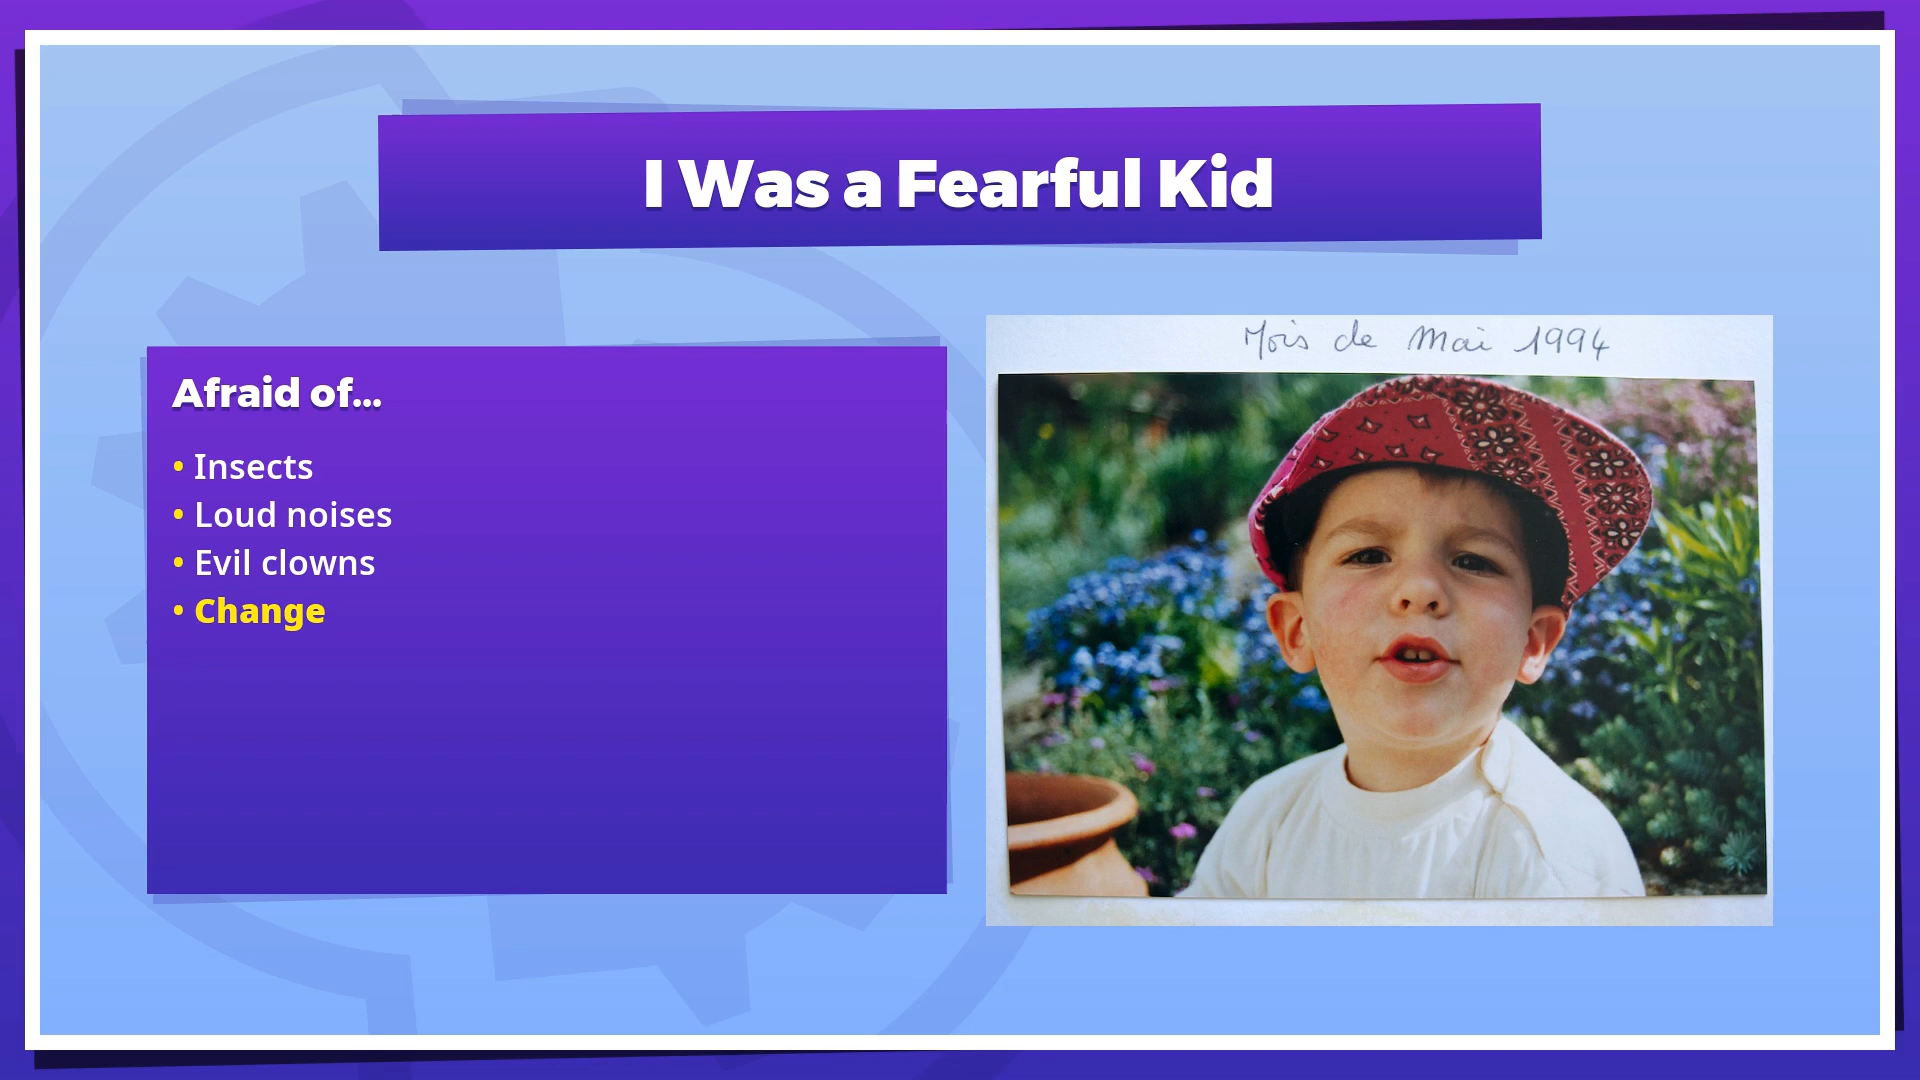 I Was a Fearful Kid
Afraid of...
• Insects
• Loud noises
• Evil clowns
• Change
Mois de Mai 1994